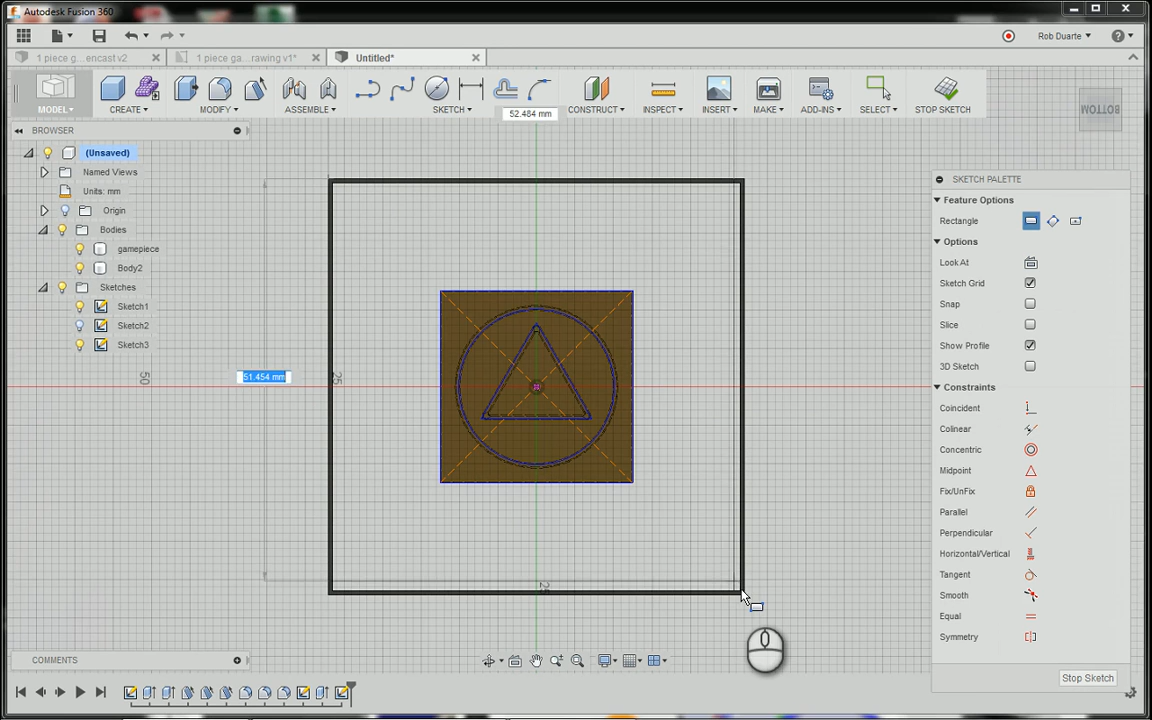 Autodesk Fusion 360
Rob Duarte
1 piece g...encast v2
1 piece ga...rawing v1*
Untitled*
MODEL
CREATE
MODIFY
ASSEMBLE
SKETCH
CONSTRUCT
INSPECT
INSERT
MAKE
ADD-INS
SELECT
STOP SKETCH
52.484 mm
BOTTOM
BROWSER
(Unsaved)
Named Views
Units: mm
Origin
Bodies
gamepiece
Body2
Sketches
Sketch1
Sketch2
Sketch3
50
51.454 mm
25
25
SKETCH PALETTE
Feature Options
Rectangle
Options
Look At
Sketch Grid
Snap
Slice
Show Profile
3D Sketch
Constraints
Coincident
Colinear
Concentric
Midpoint
Fix/UnFix
Parallel
Perpendicular
Horizontal/Vertical
Tangent
Smooth
Equal
Symmetry
Stop Sketch
COMMENTS